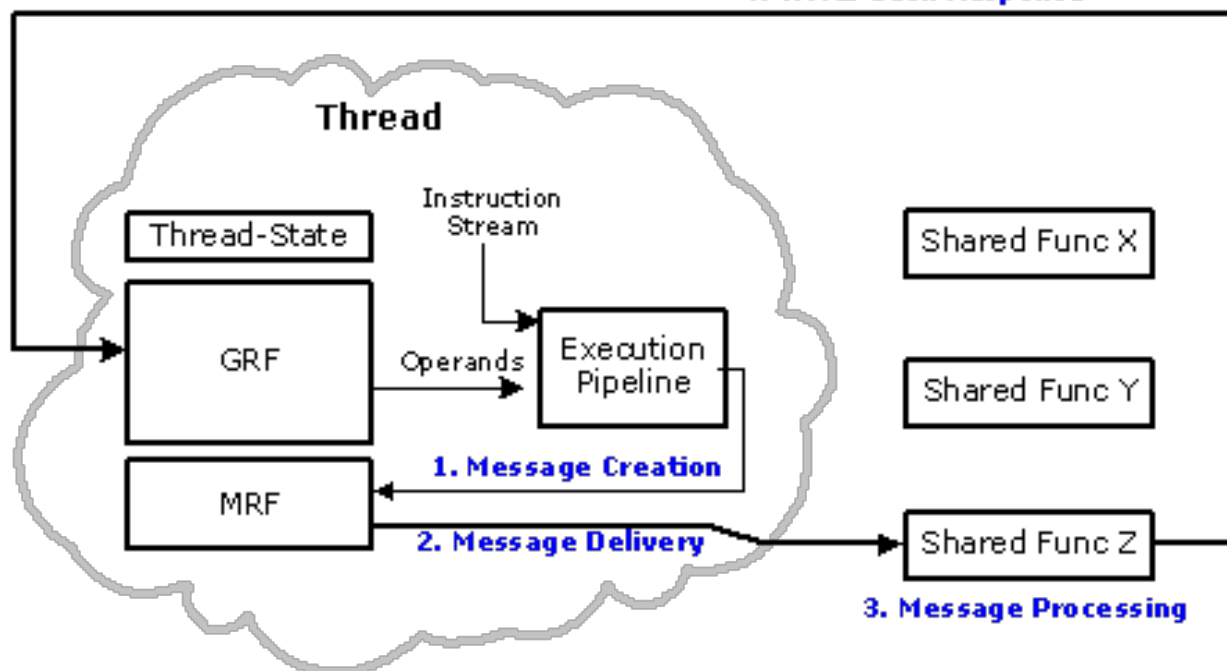 Thread
Instruction
Stream
Thread-State
Shared Func X
GRF
Operands
Execution
Pipeline
Shared Func Y
1. Message Creation
MRF
2. Message Delivery
Shared Func Z
3. Message Processing